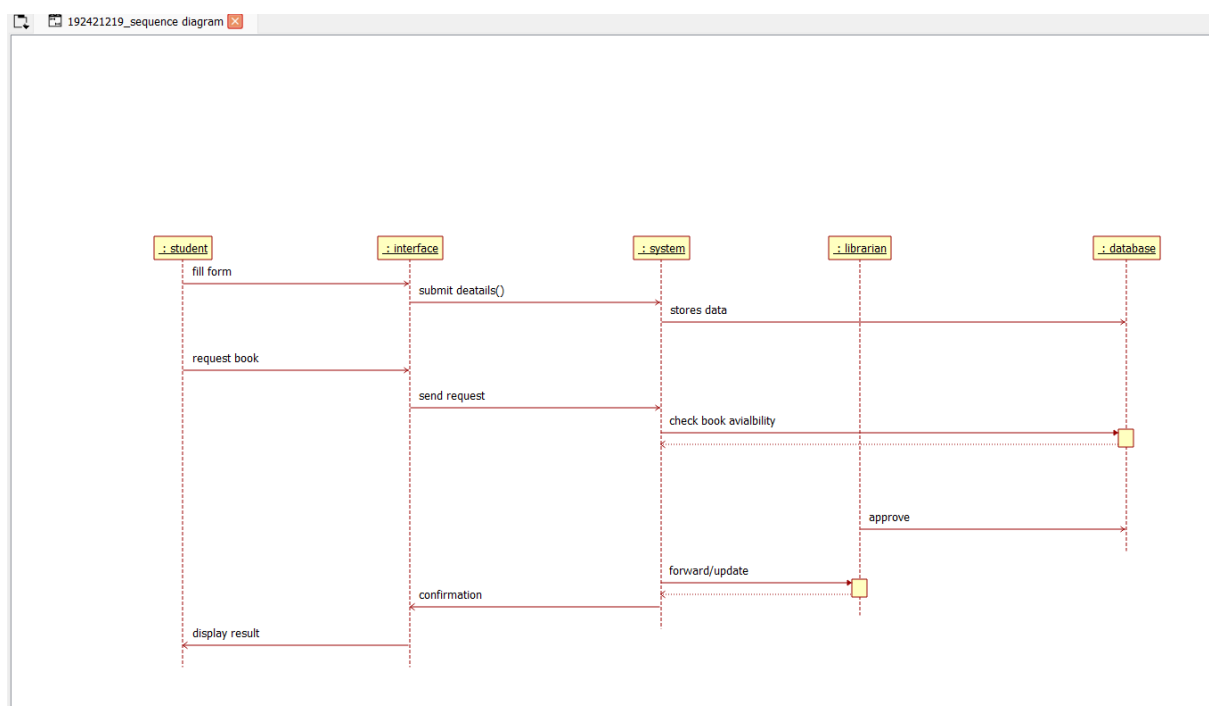 192421219_sequence diagram
: student
: interface
: system
: librarian
: database
fill form
submit deatails()
stores data
request book
send request
check book avialbility
approve
forward/update
confirmation
display result